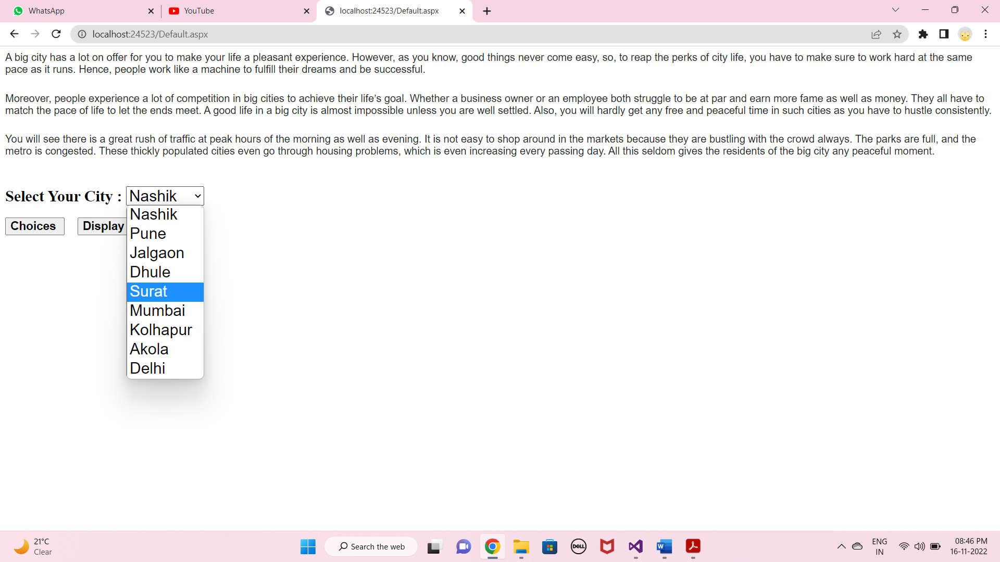 WhatsApp
YouTube
localhost:24523/Default.aspx
localhost:24523/Default.aspx
A big city has a lot on offer for you to make your life a pleasant experience. However, as you know, good things never come easy, so, to reap the perks of city life, you have to make sure to work hard at the same
pace as it runs. Hence, people work like a machine to fulfill their dreams and be successful.
Moreover, people experience a lot of competition in big cities to achieve their life’s goal. Whether a business owner or an employee both struggle to be at par and earn more fame as well as money. They all have to
match the pace of life to let the ends meet. A good life in a big city is almost impossible unless you are well settled. Also, you will hardly get any free and peaceful time in such cities as you have to hustle consistently.
You will see there is a great rush of traffic at peak hours of the morning as well as evening. It is not easy to shop around in the markets because they are bustling with the crowd always. The parks are full, and the
metro is congested. These thickly populated cities even go through housing problems, which is even increasing every passing day. All this seldom gives the residents of the big city any peaceful moment.
Select Your City : Nashik
Nashik
Choices Display
Pune
Jalgaon
Dhule
Surat
Mumbai
Kolhapur
Akola
Delhi
21°C
Clear
Search the web
DELL
W
ENG
IN
08:46 PM
16-11-2022